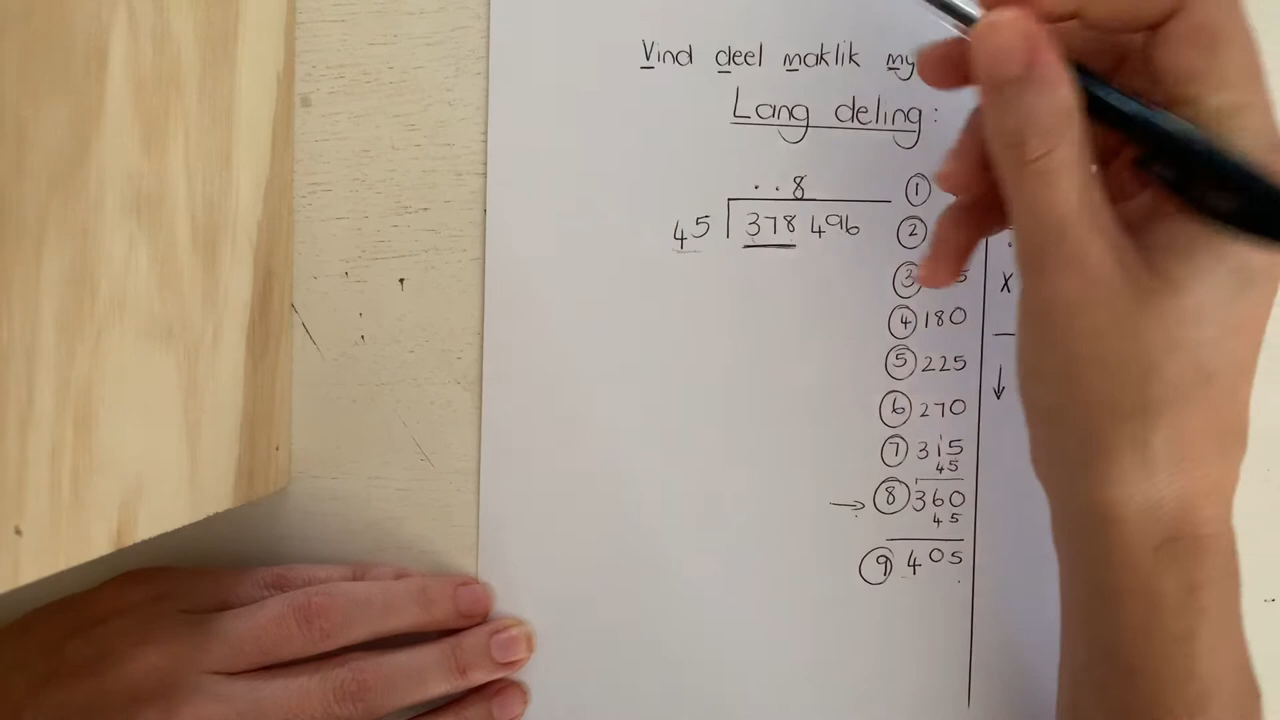 Vind deel maklik my
Lang deling:
. . 8
45 378 496
①
②
③ 5
④ 180
⑤ 225
⑥ 270
⑦ 315
45
→ ⑧ 360
45
⑨ 405
x
—
↓